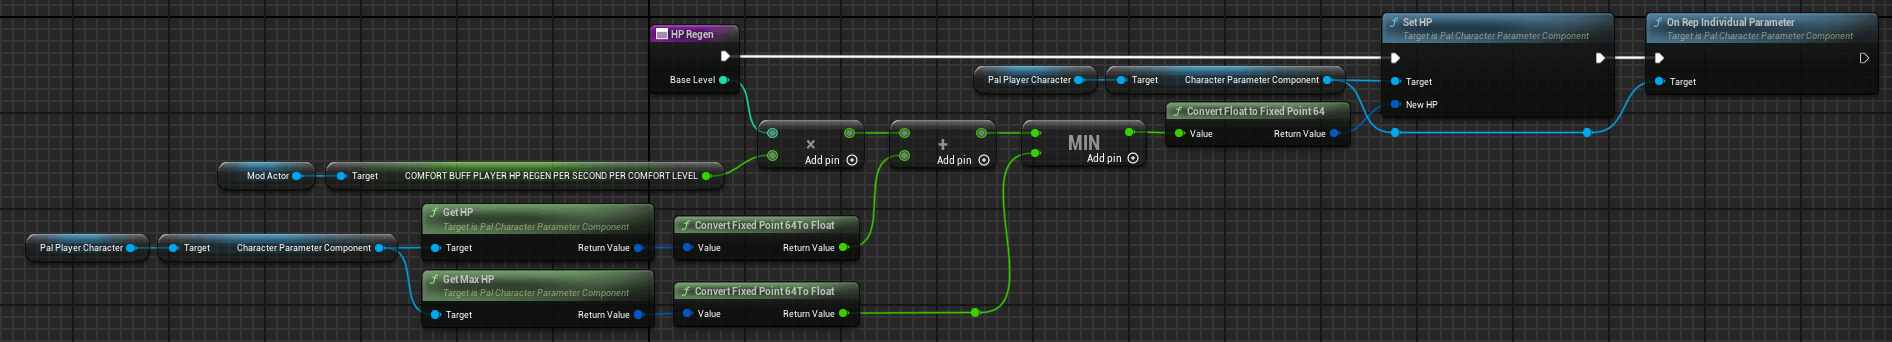 HP Regen
Base Level
Set HP
Target is Pal Character Parameter Component
Target
New HP
On Rep Individual Parameter
Target is Pal Character Parameter Component
Target
Pal Player Character
Target Character Parameter Component
Convert Float to Fixed Point 64
Value Return Value
×
Add pin
+
Add pin
MIN
Add pin
Mod Actor
Target COMFORT BUFF PLAYER HP REGEN PER SECOND PER COMFORT LEVEL
Get HP
Target is Pal Character Parameter Component
Target Return Value
Convert Fixed Point 64To Float
Value Return Value
Pal Player Character
Target Character Parameter Component
Get Max HP
Target is Pal Character Parameter Component
Target Return Value
Convert Fixed Point 64To Float
Value Return Value